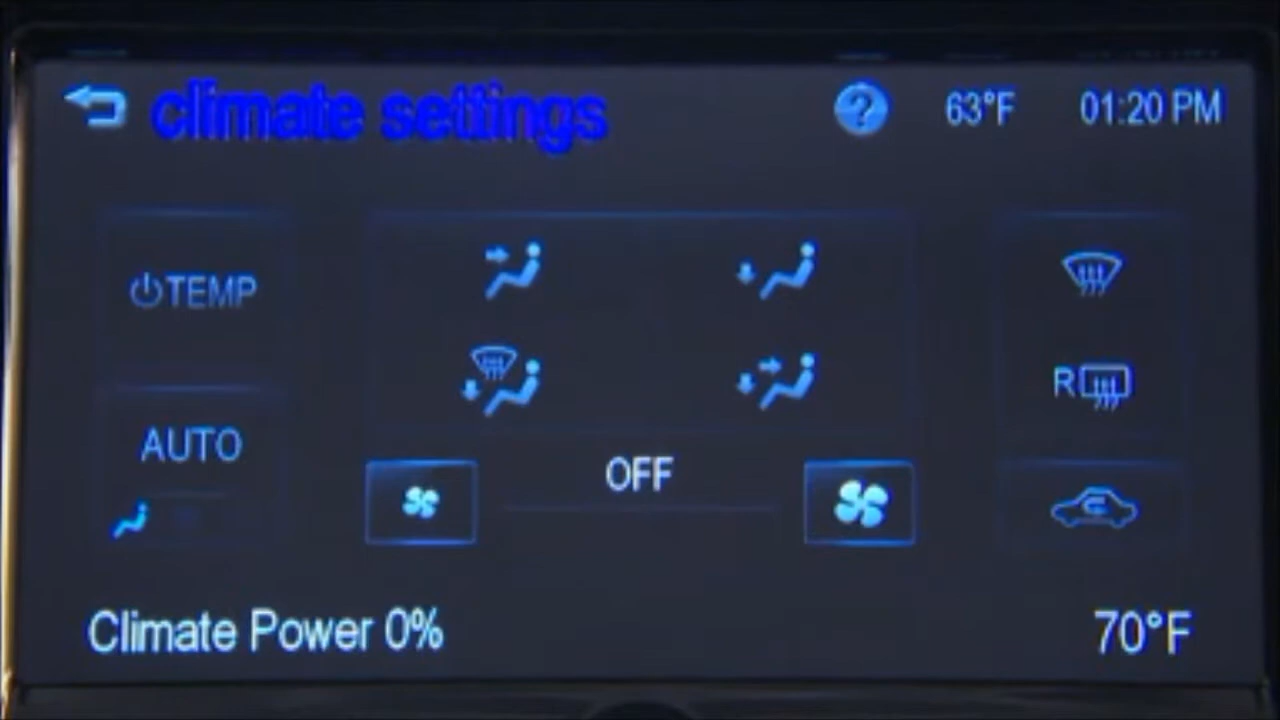 climate settings
? 63°F 01:20 PM
TEMP
R
AUTO
OFF
Climate Power 0%
70°F